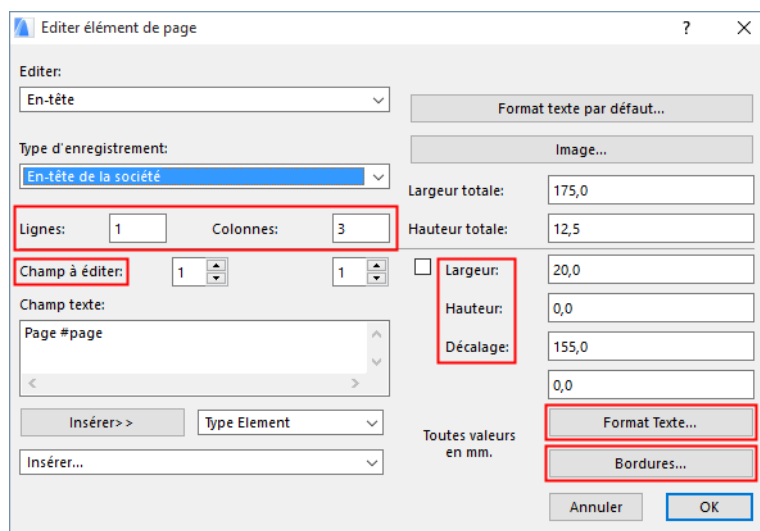 Editer élément de page
?
Editer:
En-tête
Format texte par défaut...
Type d'enregistrement:
Image...
En-tête de la société
Largeur totale:
175,0
Lignes:
1
Colonnes:
3
Hauteur totale:
12,5
Champ à éditer:
1
1
Largeur:
20,0
Champ texte:
Hauteur:
0,0
Page #page
Décalage:
155,0
0,0
Insérer>>
Type Element
Toutes valeurs
en mm.
Format Texte...
Insérer...
Bordures...
Annuler
OK